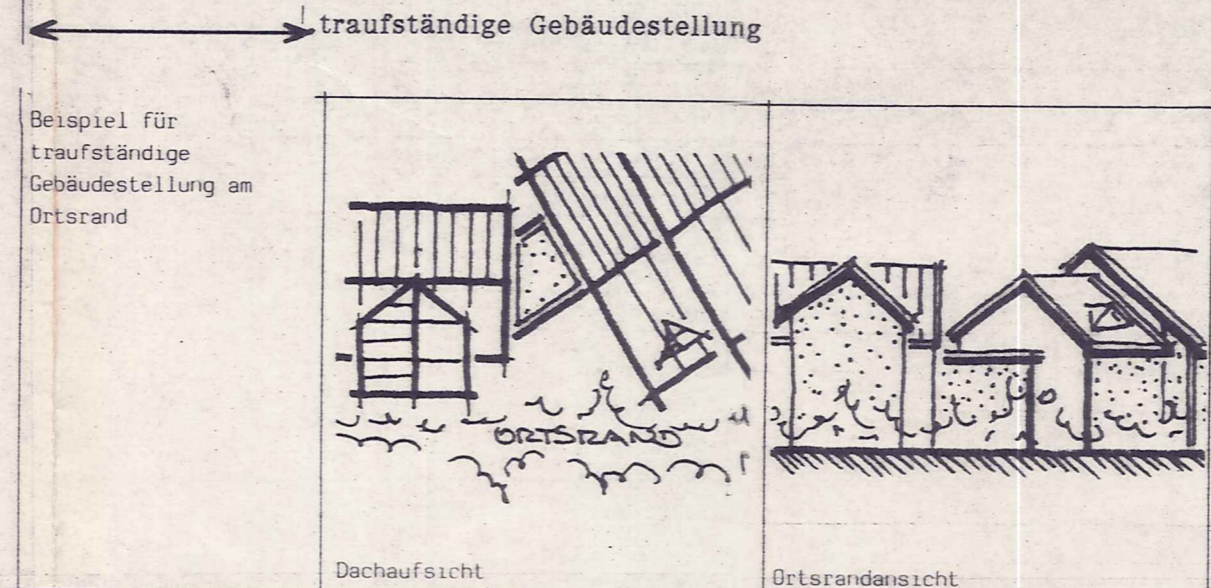 traufständige Gebäudestellung
Beispiel für
traufständige
Gebäudestellung am
Ortsrand
ORTSRAND
Dachaufsicht
Ortsrandansicht